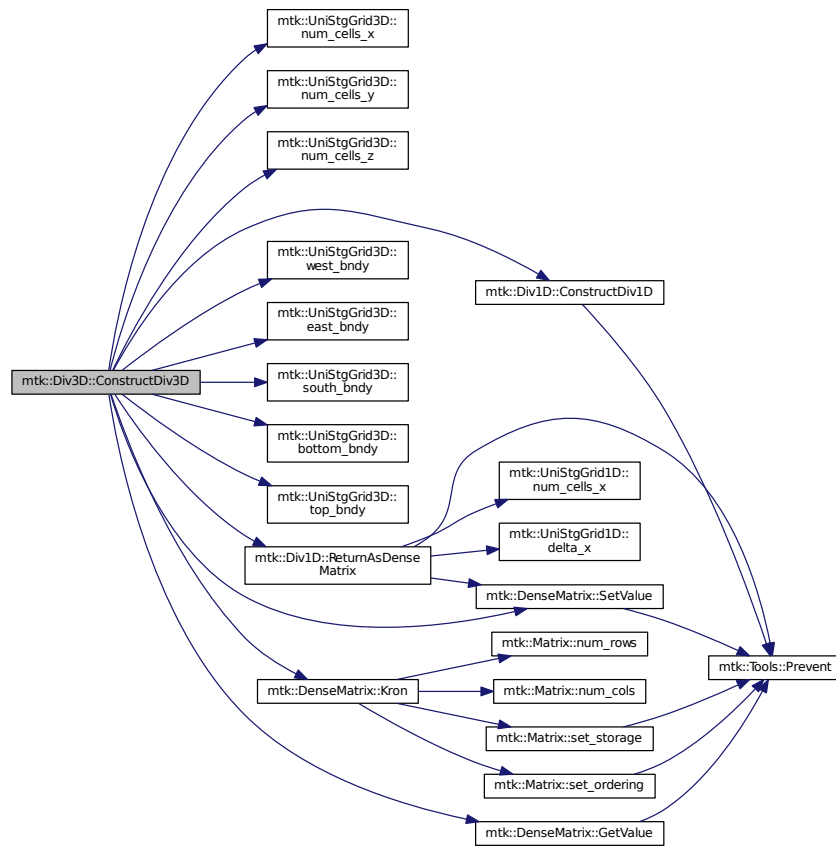 mtk::UniStgGrid3D::
num_cells_x
mtk::UniStgGrid3D::
num_cells_y
mtk::UniStgGrid3D::
num_cells_z
mtk::UniStgGrid3D::
west_bndy
mtk::Div1D::ConstructDiv1D
mtk::UniStgGrid3D::
east_bndy
mtk::Div3D::ConstructDiv3D
mtk::UniStgGrid3D::
south_bndy
mtk::UniStgGrid3D::
bottom_bndy
mtk::UniStgGrid3D::
top_bndy
mtk::UniStgGrid1D::
num_cells_x
mtk::Div1D::ReturnAsDense
Matrix
mtk::UniStgGrid1D::
delta_x
mtk::DenseMatrix::SetValue
mtk::Matrix::num_rows
mtk::Tools::Prevent
mtk::DenseMatrix::Kron
mtk::Matrix::num_cols
mtk::Matrix::set_storage
mtk::Matrix::set_ordering
mtk::DenseMatrix::GetValue